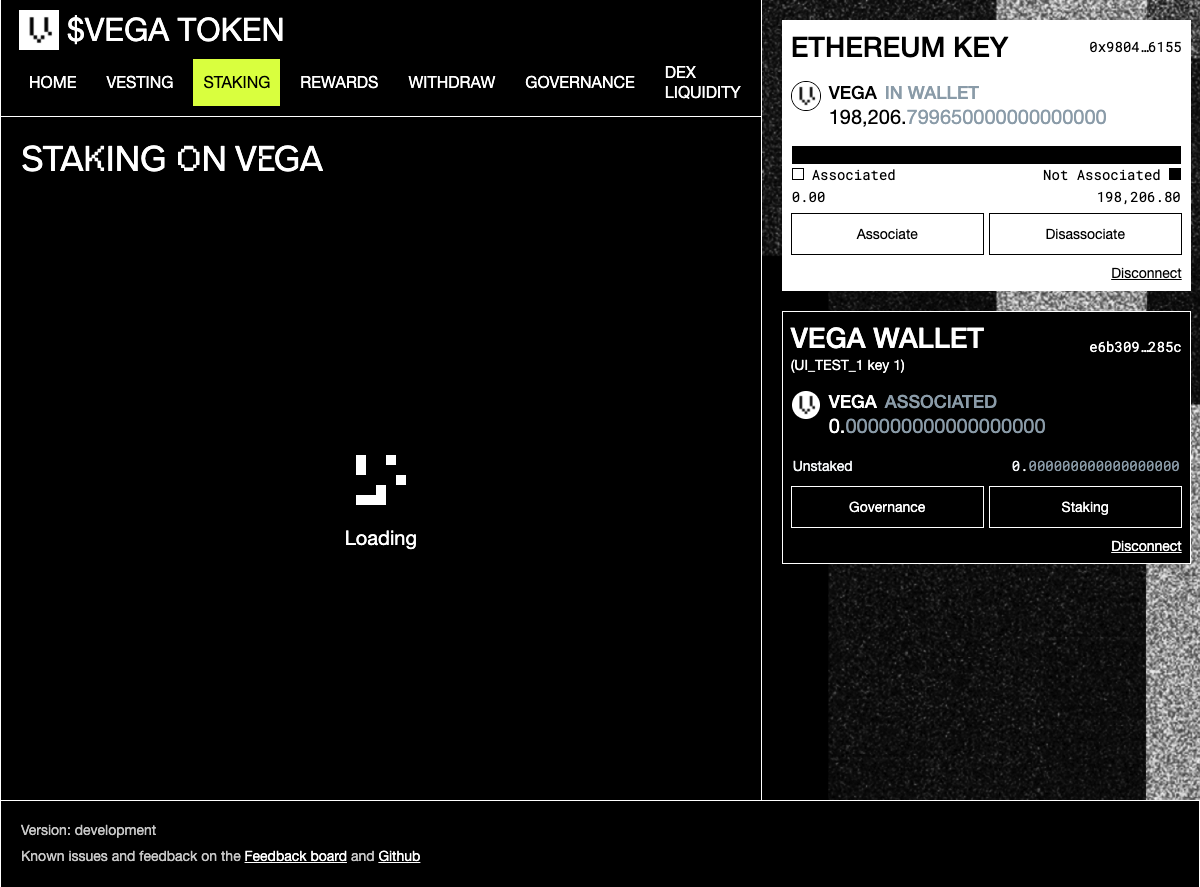 $VEGA TOKEN
HOME VESTING STAKING REWARDS WITHDRAW GOVERNANCE DEX LIQUIDITY
STAKING ON VEGA
Loading
ETHEREUM KEY 0x9804…6155
VEGA IN WALLET
198,206.799650000000000000
Associated Not Associated
0.00 198,206.80
Associate Disassociate
Disconnect
VEGA WALLET e6b309…285c
(UI_TEST_1 key 1)
VEGA ASSOCIATED
0.000000000000000000
Unstaked 0.000000000000000000
Governance Staking
Disconnect
Version: development
Known issues and feedback on the Feedback board and Github